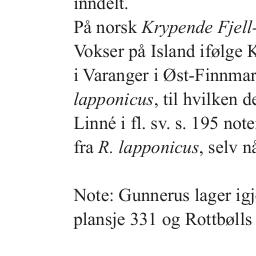 inndelt.
På norsk Krypende Fjell-
Vokser på Island ifølge K
i Varanger i Øst-Finnmar
lapponicus, til hvilken de
Linné i fl. sv. s. 195 note
fra R. lapponicus, selv nå
Note: Gunnerus lager igj
plansje 331 og Rottbølls